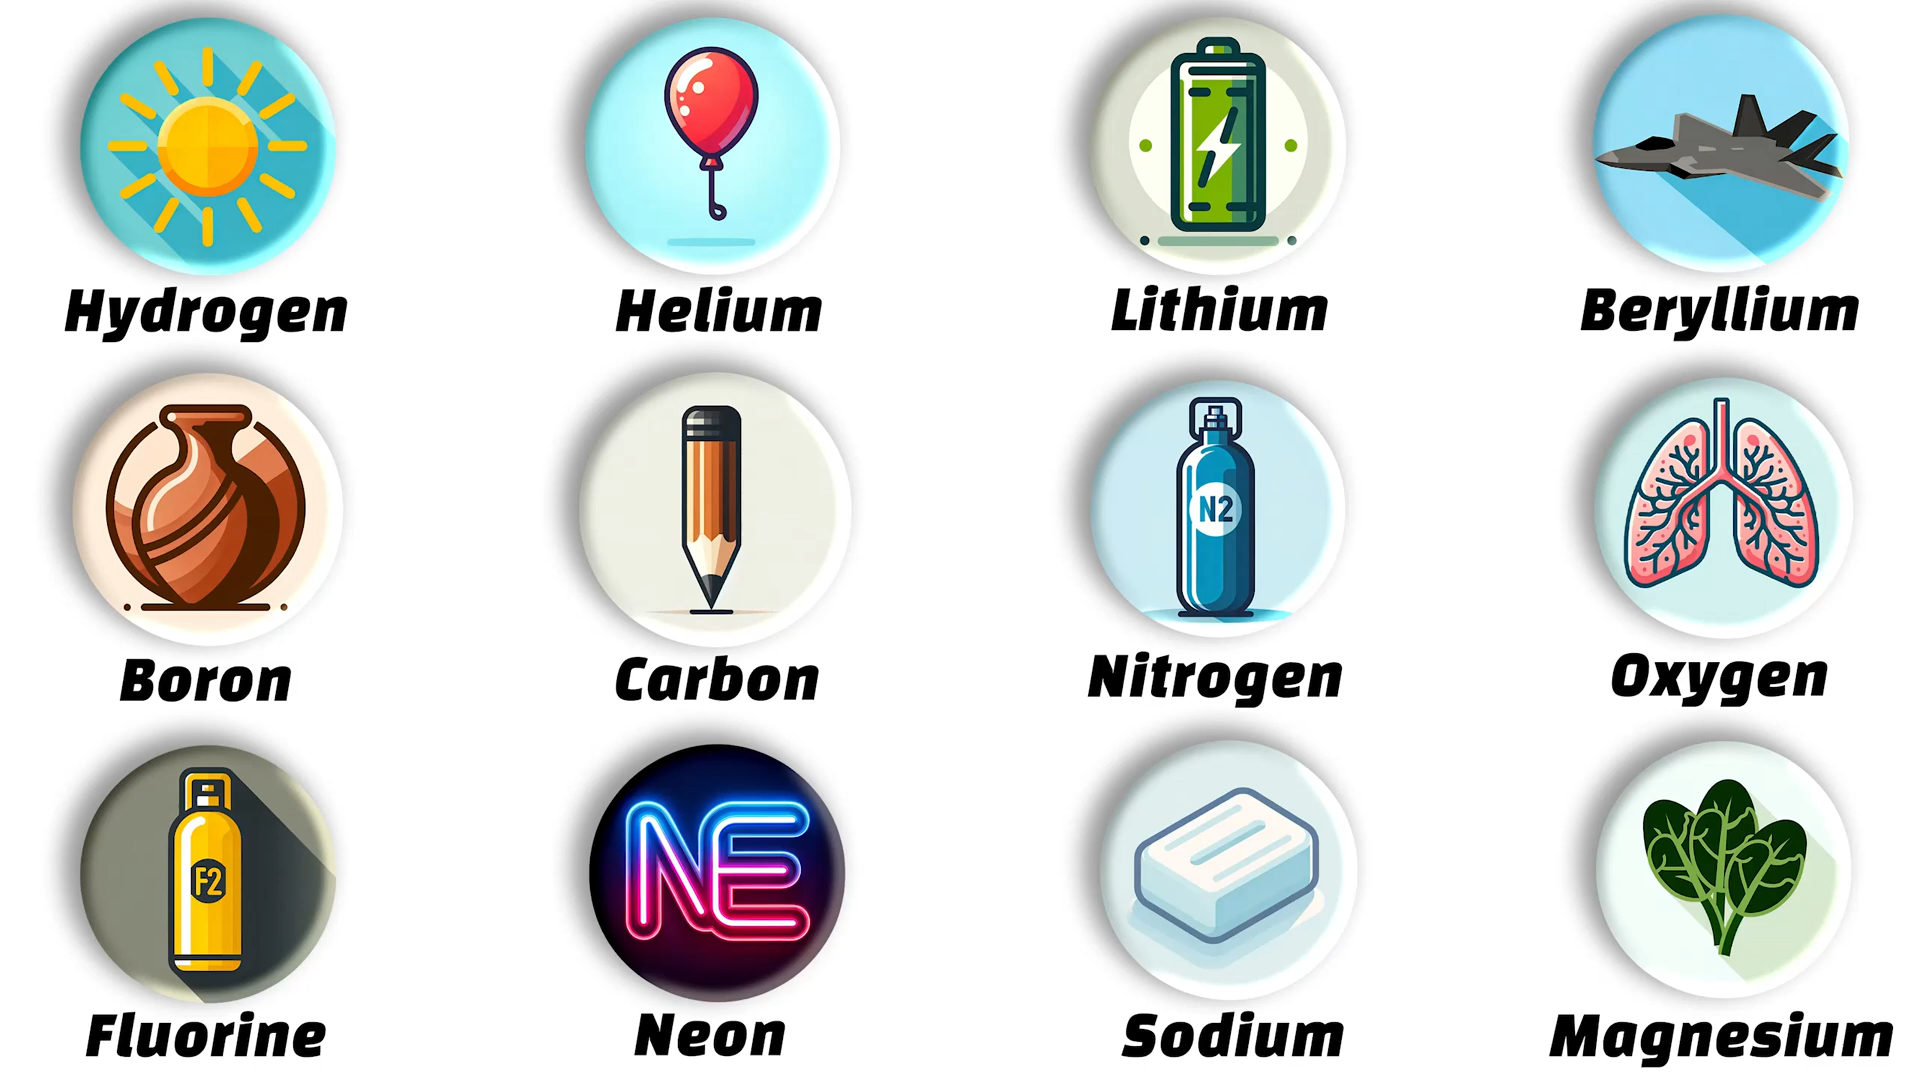 Hydrogen
Helium
Lithium
Beryllium
N2
Boron
Carbon
Nitrogen
Oxygen
F2
NE
Fluorine
Neon
Sodium
Magnesium